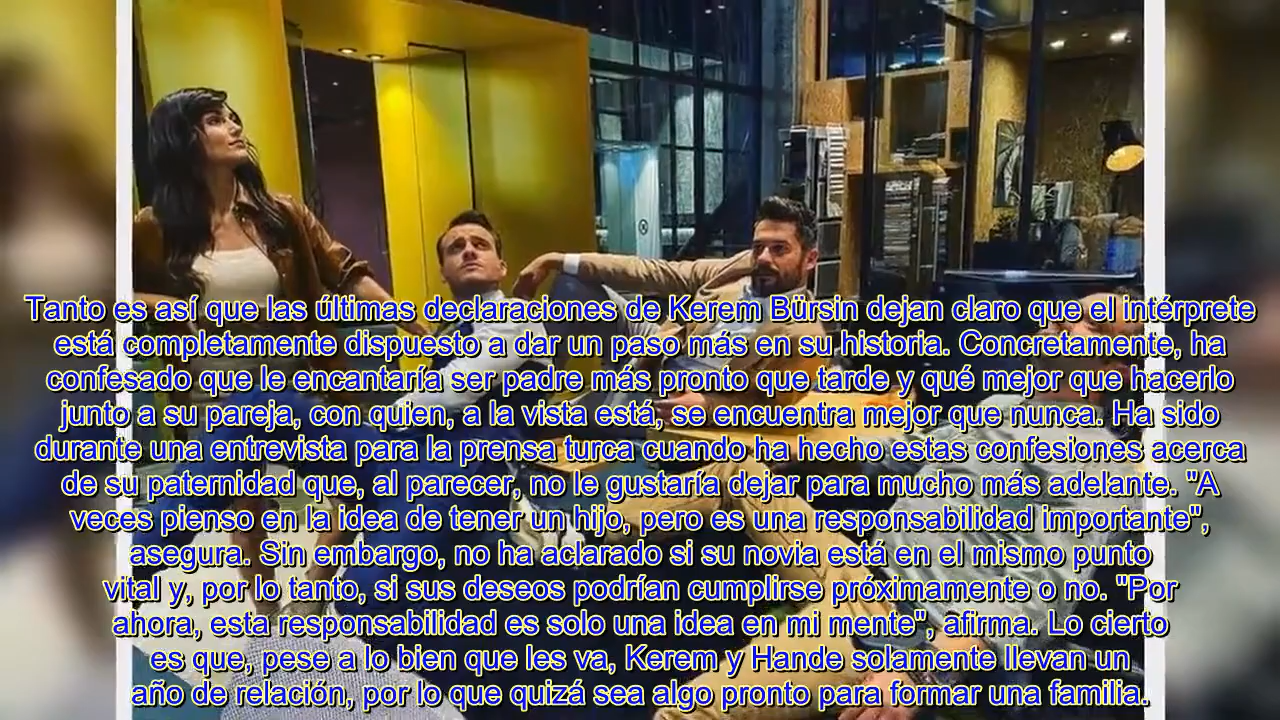 Tanto es así que las últimas declaraciones de Kerem Bürsin dejan claro que el intérprete
está completamente dispuesto a dar un paso más en su historia. Concretamente, ha
confesado que le encantaría ser padre más pronto que tarde y qué mejor que hacerlo
junto a su pareja, con quien, a la vista está, se encuentra mejor que nunca. Ha sido
durante una entrevista para la prensa turca cuando ha hecho estas confesiones acerca
de su paternidad que, al parecer, no le gustaría dejar para mucho más adelante. "A
veces pienso en la idea de tener un hijo, pero es una responsabilidad importante",
asegura. Sin embargo, no ha aclarado si su novia está en el mismo punto
vital y, por lo tanto, si sus deseos podrían cumplirse próximamente o no. "Por
ahora, esta responsabilidad es solo una idea en mi mente", afirma. Lo cierto
es que, pese a lo bien que les va, Kerem y Hande solamente llevan un
año de relación, por lo que quizá sea algo pronto para formar una familia.